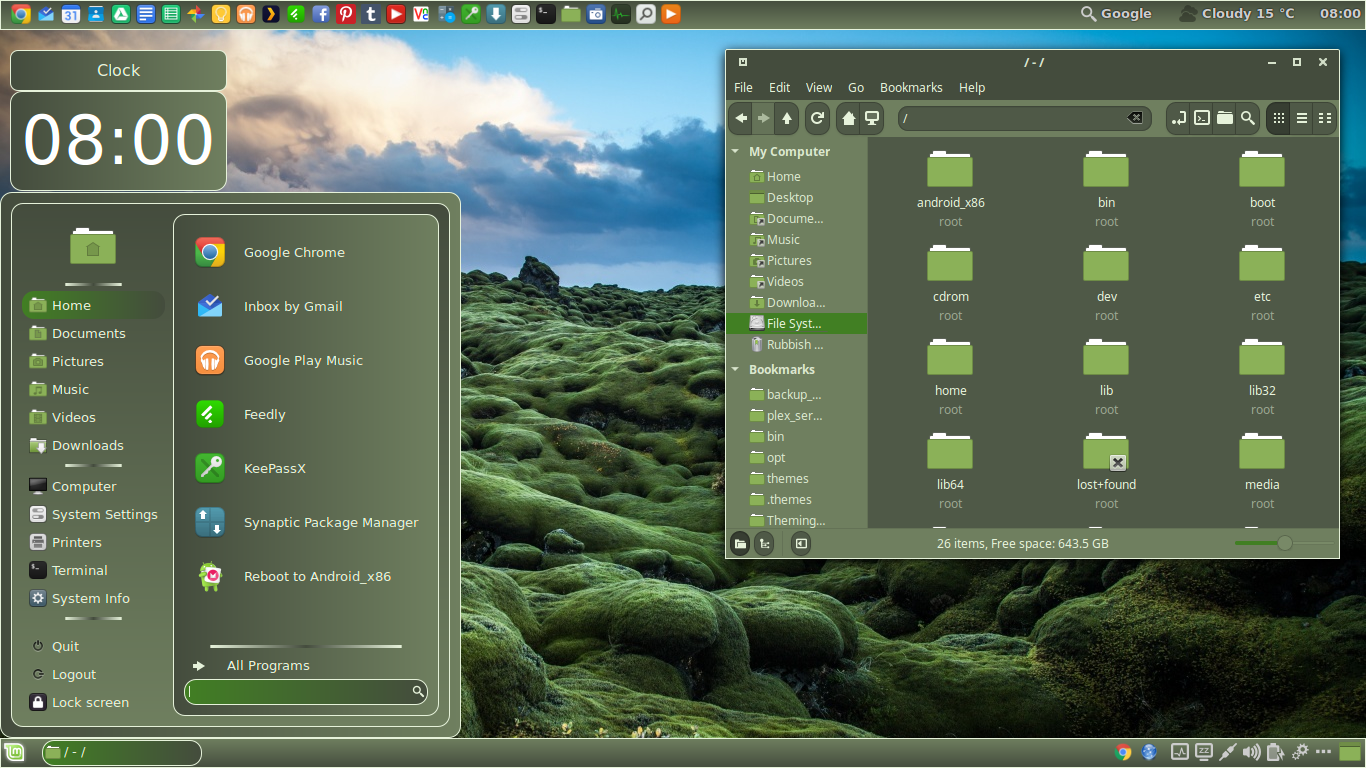 31
Google
Cloudy 15 °C
08:00
Clock
08:00
Home
Documents
Pictures
Music
Videos
Downloads
Computer
System Settings
Printers
Terminal
System Info
Quit
Logout
Lock screen
Google Chrome
Inbox by Gmail
Google Play Music
Feedly
KeePassX
Synaptic Package Manager
Reboot to Android_x86
All Programs
/ - /
File Edit View Go Bookmarks Help
/
My Computer
Home
Desktop
Docume...
Music
Pictures
Videos
Downloa...
File Syst...
Rubbish ...
Bookmarks
backup_...
plex_ser...
bin
opt
themes
.themes
Theming...
android_x86 bin boot
root root root
cdrom dev etc
root root root
home lib lib32
root root root
lib64 lost+found media
root root root
26 items, Free space: 643.5 GB
/ - /
zz